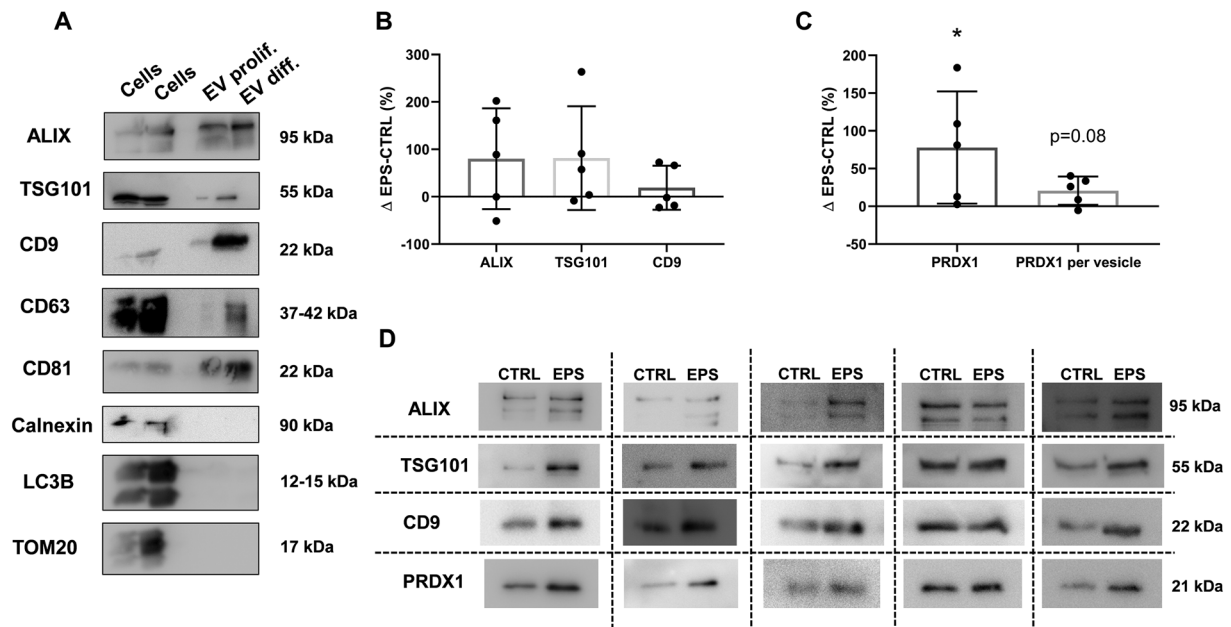 A
Cells
Cells
EV prolif.
EV diff.
ALIX 95 kDa
TSG101 55 kDa
CD9 22 kDa
CD63 37-42 kDa
CD81 22 kDa
Calnexin 90 kDa
LC3B 12-15 kDa
TOM20 17 kDa
B
Δ EPS-CTRL (%)
300
200
100
0
-100
ALIX TSG101 CD9
C
Δ EPS-CTRL (%)
200
150
100
50
0
-50
*
p=0.08
PRDX1 PRDX1 per vesicle
D
CTRL EPS CTRL EPS CTRL EPS CTRL EPS CTRL EPS
ALIX 95 kDa
TSG101 55 kDa
CD9 22 kDa
PRDX1 21 kDa